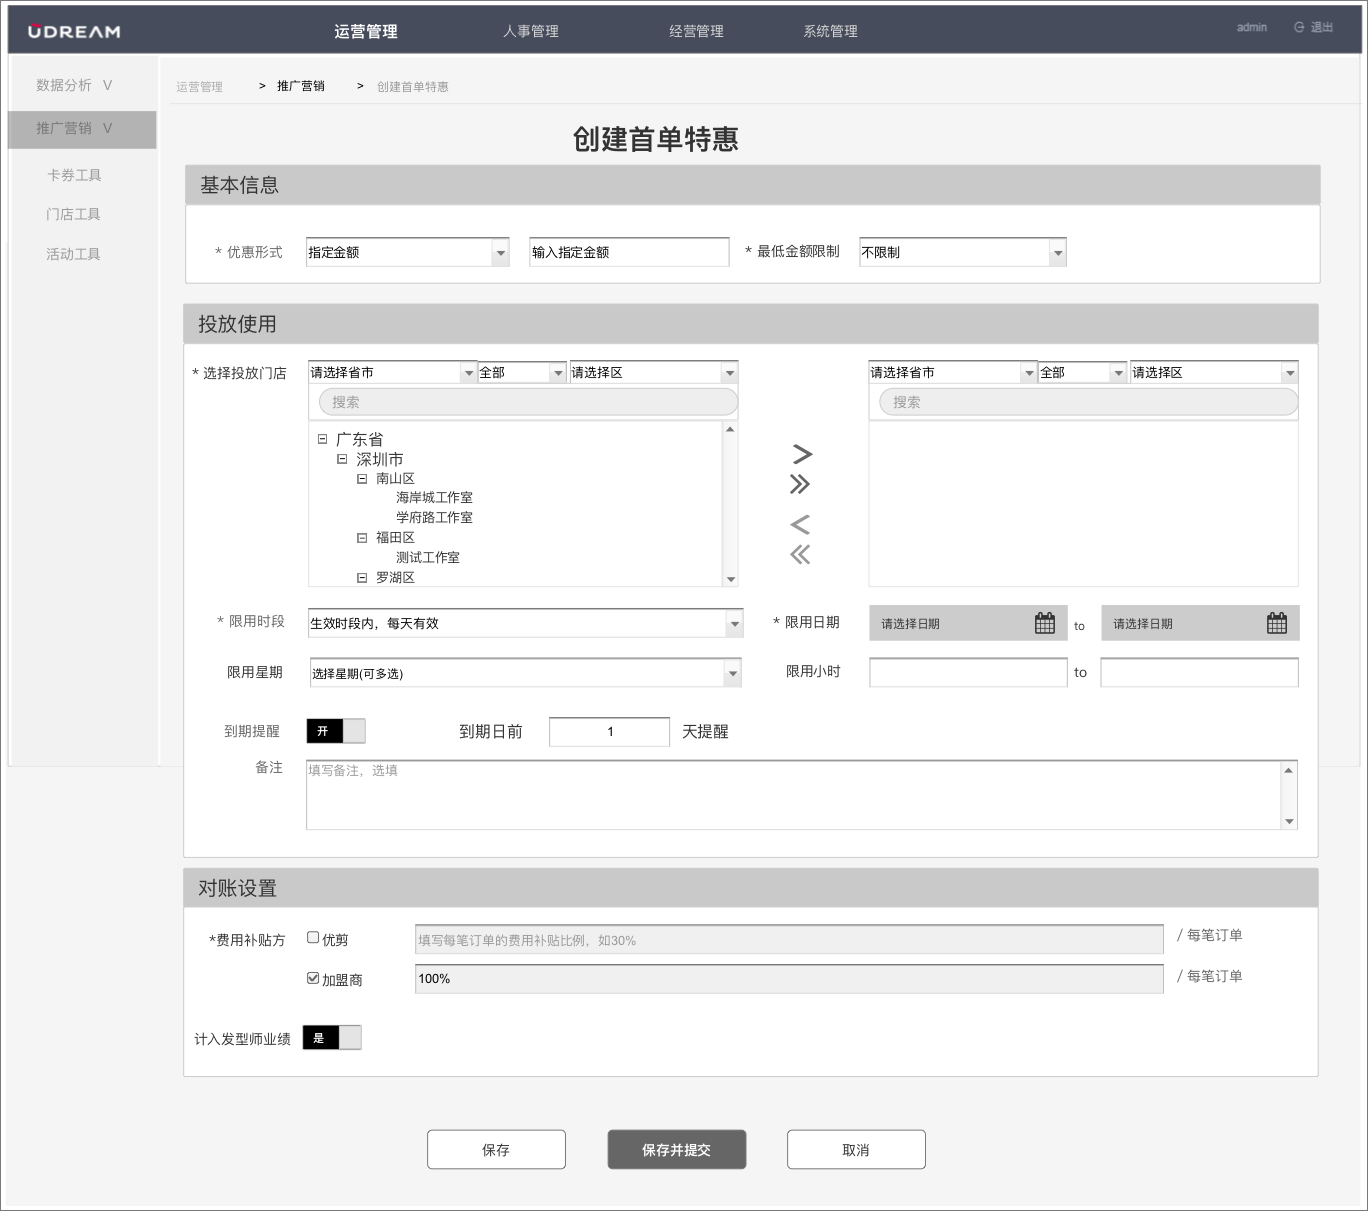 UDREAM 运营管理 人事管理 经营管理 系统管理 admin 退出
数据分析 V
推广营销 V
卡券工具
门店工具
活动工具
运营管理 > 推广营销 > 创建首单特惠
创建首单特惠
基本信息
* 优惠形式 指定金额 输入指定金额 * 最低金额限制 不限制
投放使用
* 选择投放门店 请选择省市 全部 请选择区 请选择省市 全部 请选择区
搜索 搜索
广东省
深圳市
南山区
海岸城工作室
学府路工作室
福田区
测试工作室
罗湖区
* 限用时段 生效时段内，每天有效 * 限用日期 请选择日期 to 请选择日期
限用星期 选择星期(可多选) 限用小时 to
到期提醒 开 到期日前 1 天提醒
备注 填写备注，选填
对账设置
*费用补贴方 优剪 填写每笔订单的费用补贴比例，如30% / 每笔订单
加盟商 100% / 每笔订单
计入发型师业绩 是
保存 保存并提交 取消